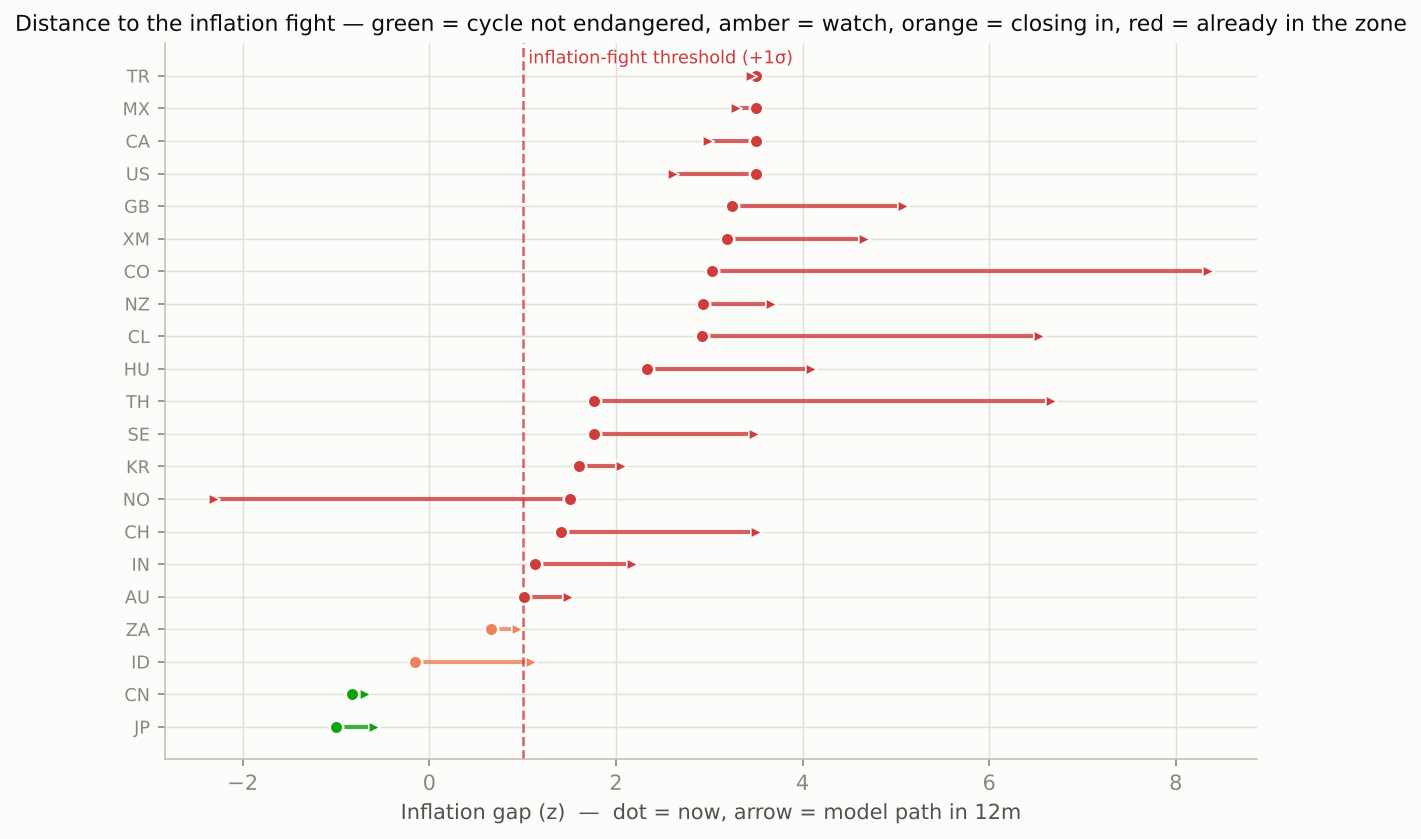 Distance to the inflation fight — green = cycle not endangered, amber = watch, orange = closing in, red = already in the zone
inflation-fight threshold (+1σ)
TR
MX
CA
US
GB
XM
CO
NZ
CL
HU
TH
SE
KR
NO
CH
IN
AU
ZA
ID
CN
JP
−2 0 2 4 6 8
Inflation gap (z) — dot = now, arrow = model path in 12m